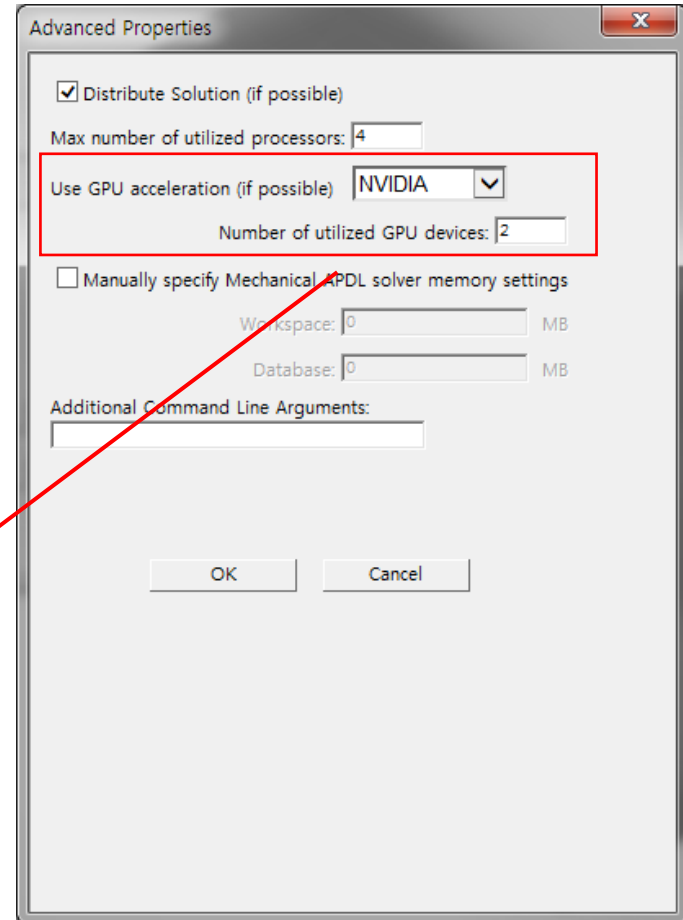 Advanced Properties
Distribute Solution (if possible)
Max number of utilized processors: 4
Use GPU acceleration (if possible) NVIDIA
Number of utilized GPU devices: 2
Manually specify Mechanical APDL solver memory settings
Workspace: 0 MB
Database: 0 MB
Additional Command Line Arguments:
OK Cancel